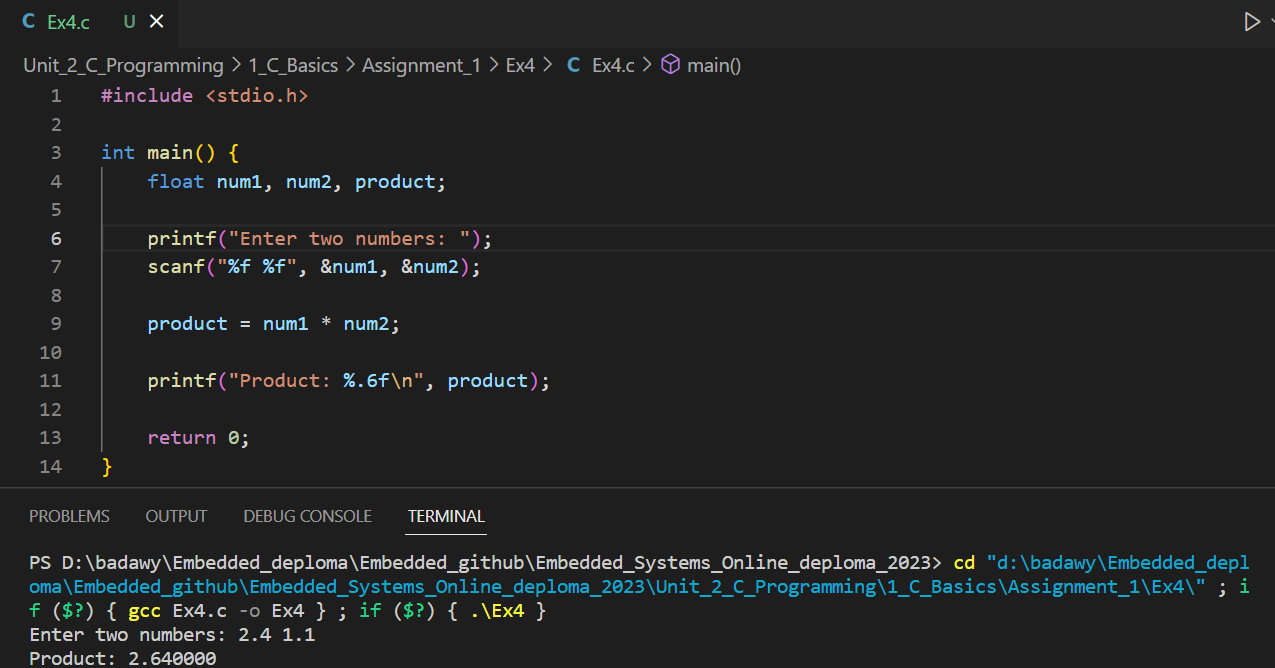 C Ex4.c U ×
Unit_2_C_Programming > 1_C_Basics > Assignment_1 > Ex4 > C Ex4.c > main()
1 #include <stdio.h>
2
3 int main() {
4 float num1, num2, product;
5
6 printf("Enter two numbers: ");
7 scanf("%f %f", &num1, &num2);
8
9 product = num1 * num2;
10
11 printf("Product: %.6f\n", product);
12
13 return 0;
14 }
PROBLEMS OUTPUT DEBUG CONSOLE TERMINAL
PS D:\badawy\Embedded_deploma\Embedded_github\Embedded_Systems_Online_deploma_2023> cd "d:\badawy\Embedded_depl
oma\Embedded_github\Embedded_Systems_Online_deploma_2023\Unit_2_C_Programming\1_C_Basics\Assignment_1\Ex4\" ; i
f ($?) { gcc Ex4.c -o Ex4 } ; if ($?) { .\Ex4 }
Enter two numbers: 2.4 1.1
Product: 2.640000